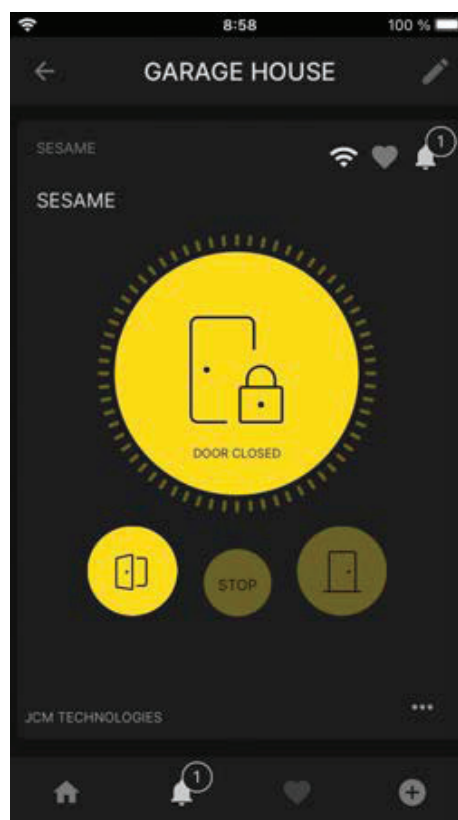 8:58 100 %
GARAGE HOUSE
SESAME
1
SESAME
DOOR CLOSED
STOP
JCM TECHNOLOGIES
1